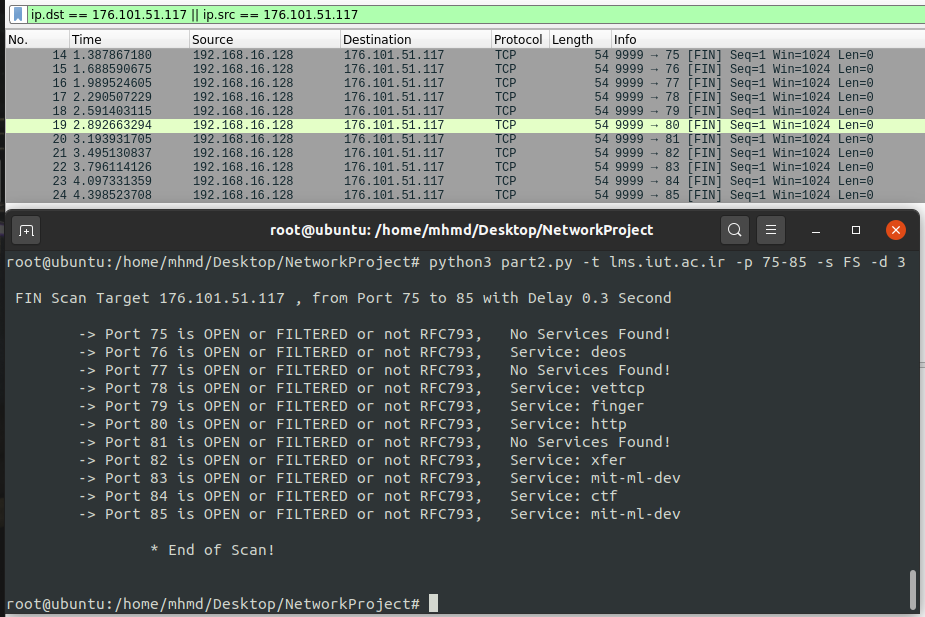 ip.dst == 176.101.51.117 || ip.src == 176.101.51.117
No. Time Source Destination Protocol Length Info
14 1.387867180 192.168.16.128 176.101.51.117 TCP 54 9999 → 75 [FIN] Seq=1 Win=1024 Len=0
15 1.688590675 192.168.16.128 176.101.51.117 TCP 54 9999 → 76 [FIN] Seq=1 Win=1024 Len=0
16 1.989524605 192.168.16.128 176.101.51.117 TCP 54 9999 → 77 [FIN] Seq=1 Win=1024 Len=0
17 2.290507229 192.168.16.128 176.101.51.117 TCP 54 9999 → 78 [FIN] Seq=1 Win=1024 Len=0
18 2.591403115 192.168.16.128 176.101.51.117 TCP 54 9999 → 79 [FIN] Seq=1 Win=1024 Len=0
19 2.892663294 192.168.16.128 176.101.51.117 TCP 54 9999 → 80 [FIN] Seq=1 Win=1024 Len=0
20 3.193931705 192.168.16.128 176.101.51.117 TCP 54 9999 → 81 [FIN] Seq=1 Win=1024 Len=0
21 3.495130837 192.168.16.128 176.101.51.117 TCP 54 9999 → 82 [FIN] Seq=1 Win=1024 Len=0
22 3.796114126 192.168.16.128 176.101.51.117 TCP 54 9999 → 83 [FIN] Seq=1 Win=1024 Len=0
23 4.097331359 192.168.16.128 176.101.51.117 TCP 54 9999 → 84 [FIN] Seq=1 Win=1024 Len=0
24 4.398523708 192.168.16.128 176.101.51.117 TCP 54 9999 → 85 [FIN] Seq=1 Win=1024 Len=0
root@ubuntu: /home/mhmd/Desktop/NetworkProject
root@ubuntu:/home/mhmd/Desktop/NetworkProject# python3 part2.py -t lms.iut.ac.ir -p 75-85 -s FS -d 3
FIN Scan Target 176.101.51.117 , from Port 75 to 85 with Delay 0.3 Second
-> Port 75 is OPEN or FILTERED or not RFC793, No Services Found!
-> Port 76 is OPEN or FILTERED or not RFC793, Service: deos
-> Port 77 is OPEN or FILTERED or not RFC793, No Services Found!
-> Port 78 is OPEN or FILTERED or not RFC793, Service: vettcp
-> Port 79 is OPEN or FILTERED or not RFC793, Service: finger
-> Port 80 is OPEN or FILTERED or not RFC793, Service: http
-> Port 81 is OPEN or FILTERED or not RFC793, No Services Found!
-> Port 82 is OPEN or FILTERED or not RFC793, Service: xfer
-> Port 83 is OPEN or FILTERED or not RFC793, Service: mit-ml-dev
-> Port 84 is OPEN or FILTERED or not RFC793, Service: ctf
-> Port 85 is OPEN or FILTERED or not RFC793, Service: mit-ml-dev
* End of Scan!
root@ubuntu:/home/mhmd/Desktop/NetworkProject#